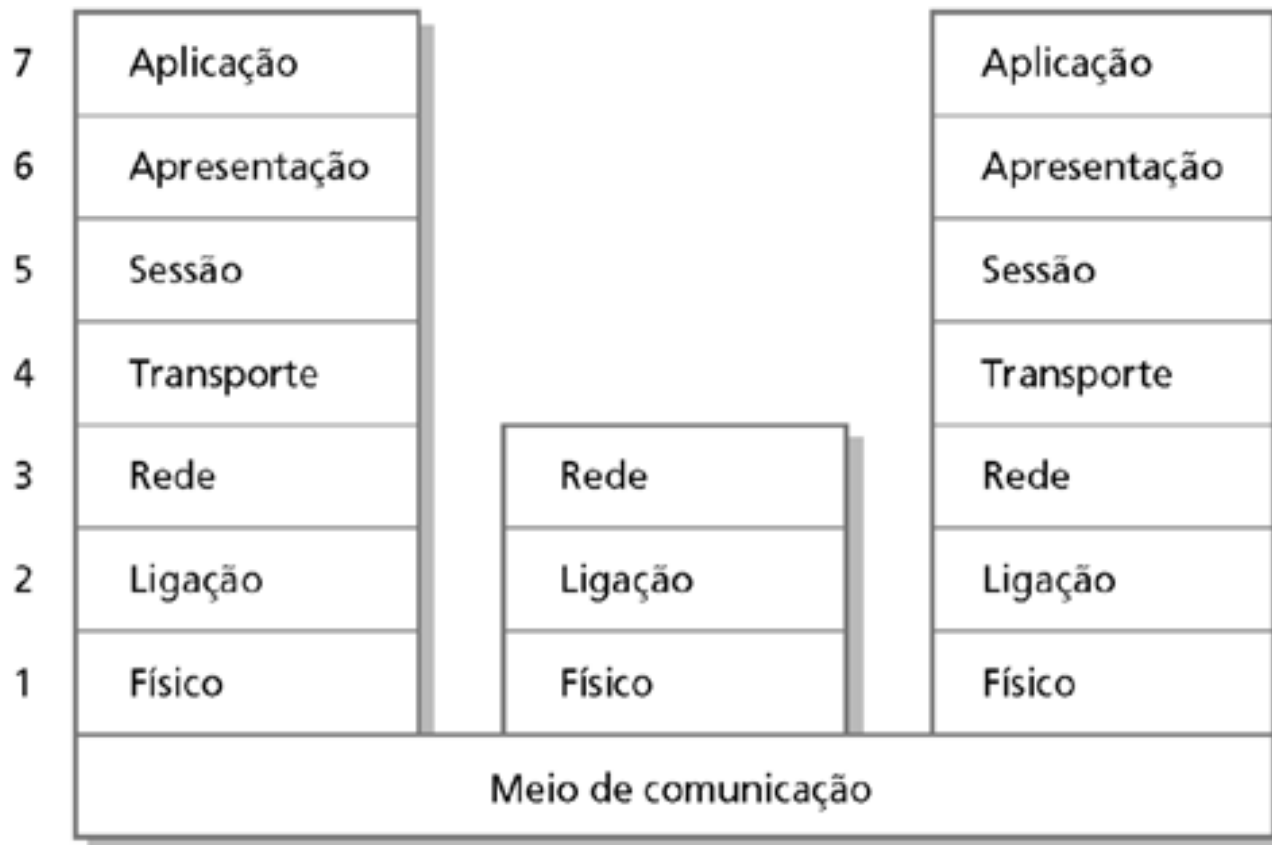 7 Aplicação Aplicação
6 Apresentação Apresentação
5 Sessão Sessão
4 Transporte Transporte
3 Rede Rede Rede
2 Ligação Ligação Ligação
1 Físico Físico Físico
Meio de comunicação